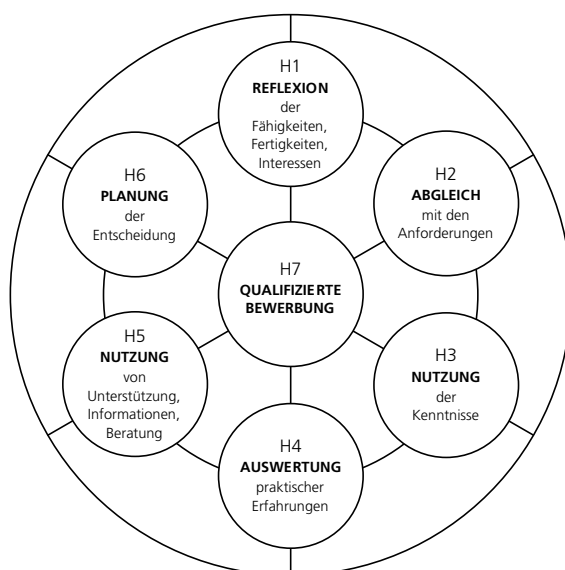 H1
REFLEXION
der
Fähigkeiten,
Fertigkeiten,
Interessen
H2
ABGLEICH
mit den
Anforderungen
H3
NUTZUNG
der
Kenntnisse
H4
AUSWERTUNG
praktischer
Erfahrungen
H5
NUTZUNG
von
Unterstützung,
Informationen,
Beratung
H6
PLANUNG
der
Entscheidung
H7
QUALIFIZIERTE
BEWERBUNG